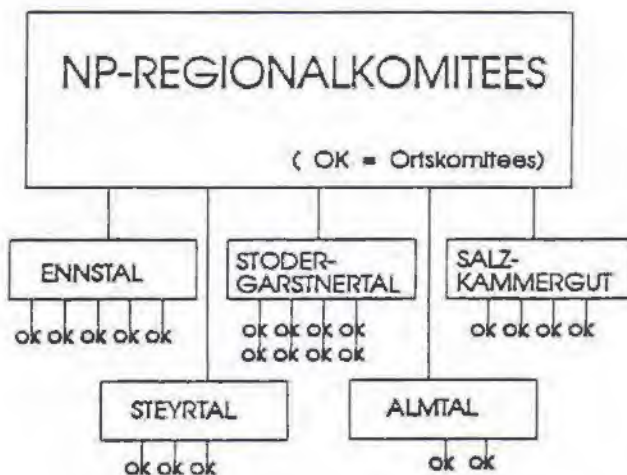 NP-REGIONALKOMITEES
( OK = Ortskomitees)
ENNSTAL
ok ok ok ok ok
STODER-
GARSTNERTAL
ok ok ok ok
ok ok ok ok
SALZ-
KAMMERGUT
ok ok ok ok
STEYRTAL
ok ok ok
ALMTAL
ok ok